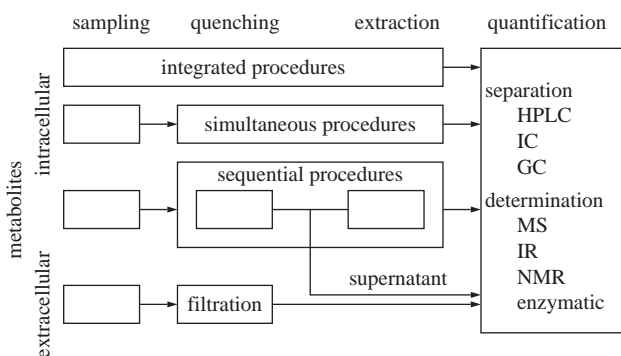 sampling quenching extraction quantification
integrated procedures
simultaneous procedures
sequential procedures
supernatant
filtration
separation
HPLC
IC
GC
determination
MS
IR
NMR
enzymatic
metabolites
intracellular
extracellular